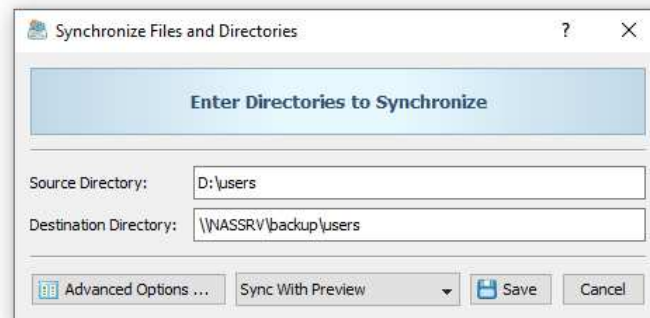 Synchronize Files and Directories ?
Enter Directories to Synchronize
Source Directory: D:\users
Destination Directory: \\NASSRV\backup\users
Advanced Options ... Sync With Preview Save Cancel